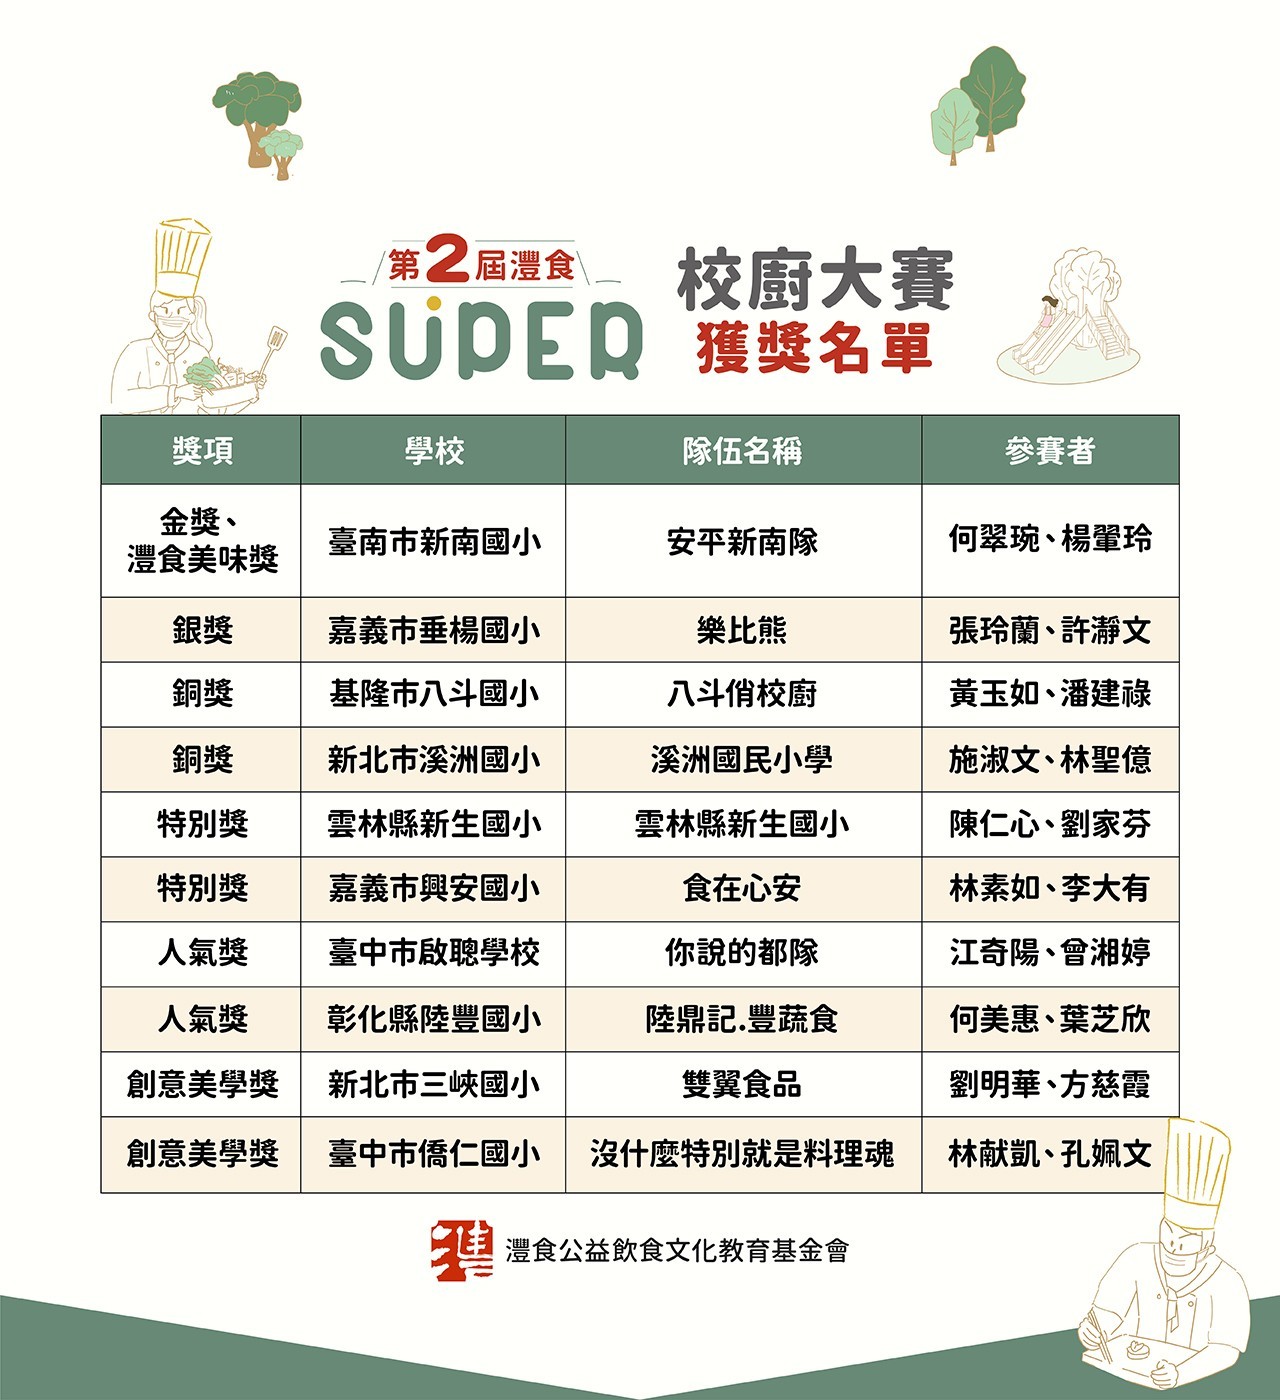 第2屆灃食
SUPER
校廚大賽
獲獎名單
獎項 學校 隊伍名稱 參賽者
金獎、
灃食美味獎 臺南市新南國小 安平新南隊 何翠琬、楊翬玲
銀獎 嘉義市垂楊國小 樂比熊 張玲蘭、許瀞文
銅獎 基隆市八斗國小 八斗俏校廚 黃玉如、潘建祿
銅獎 新北市溪洲國小 溪洲國民小學 施淑文、林聖億
特別獎 雲林縣新生國小 雲林縣新生國小 陳仁心、劉家芬
特別獎 嘉義市興安國小 食在心安 林素如、李大有
人氣獎 臺中市啟聰學校 你說的都隊 江奇陽、曾湘婷
人氣獎 彰化縣陸豐國小 陸鼎記.豐蔬食 何美惠、葉芝欣
創意美學獎 新北市三峽國小 雙翼食品 劉明華、方慈霞
創意美學獎 臺中市僑仁國小 沒什麼特別就是料理魂 林献凱、孔姵文
灃食公益飲食文化教育基金會